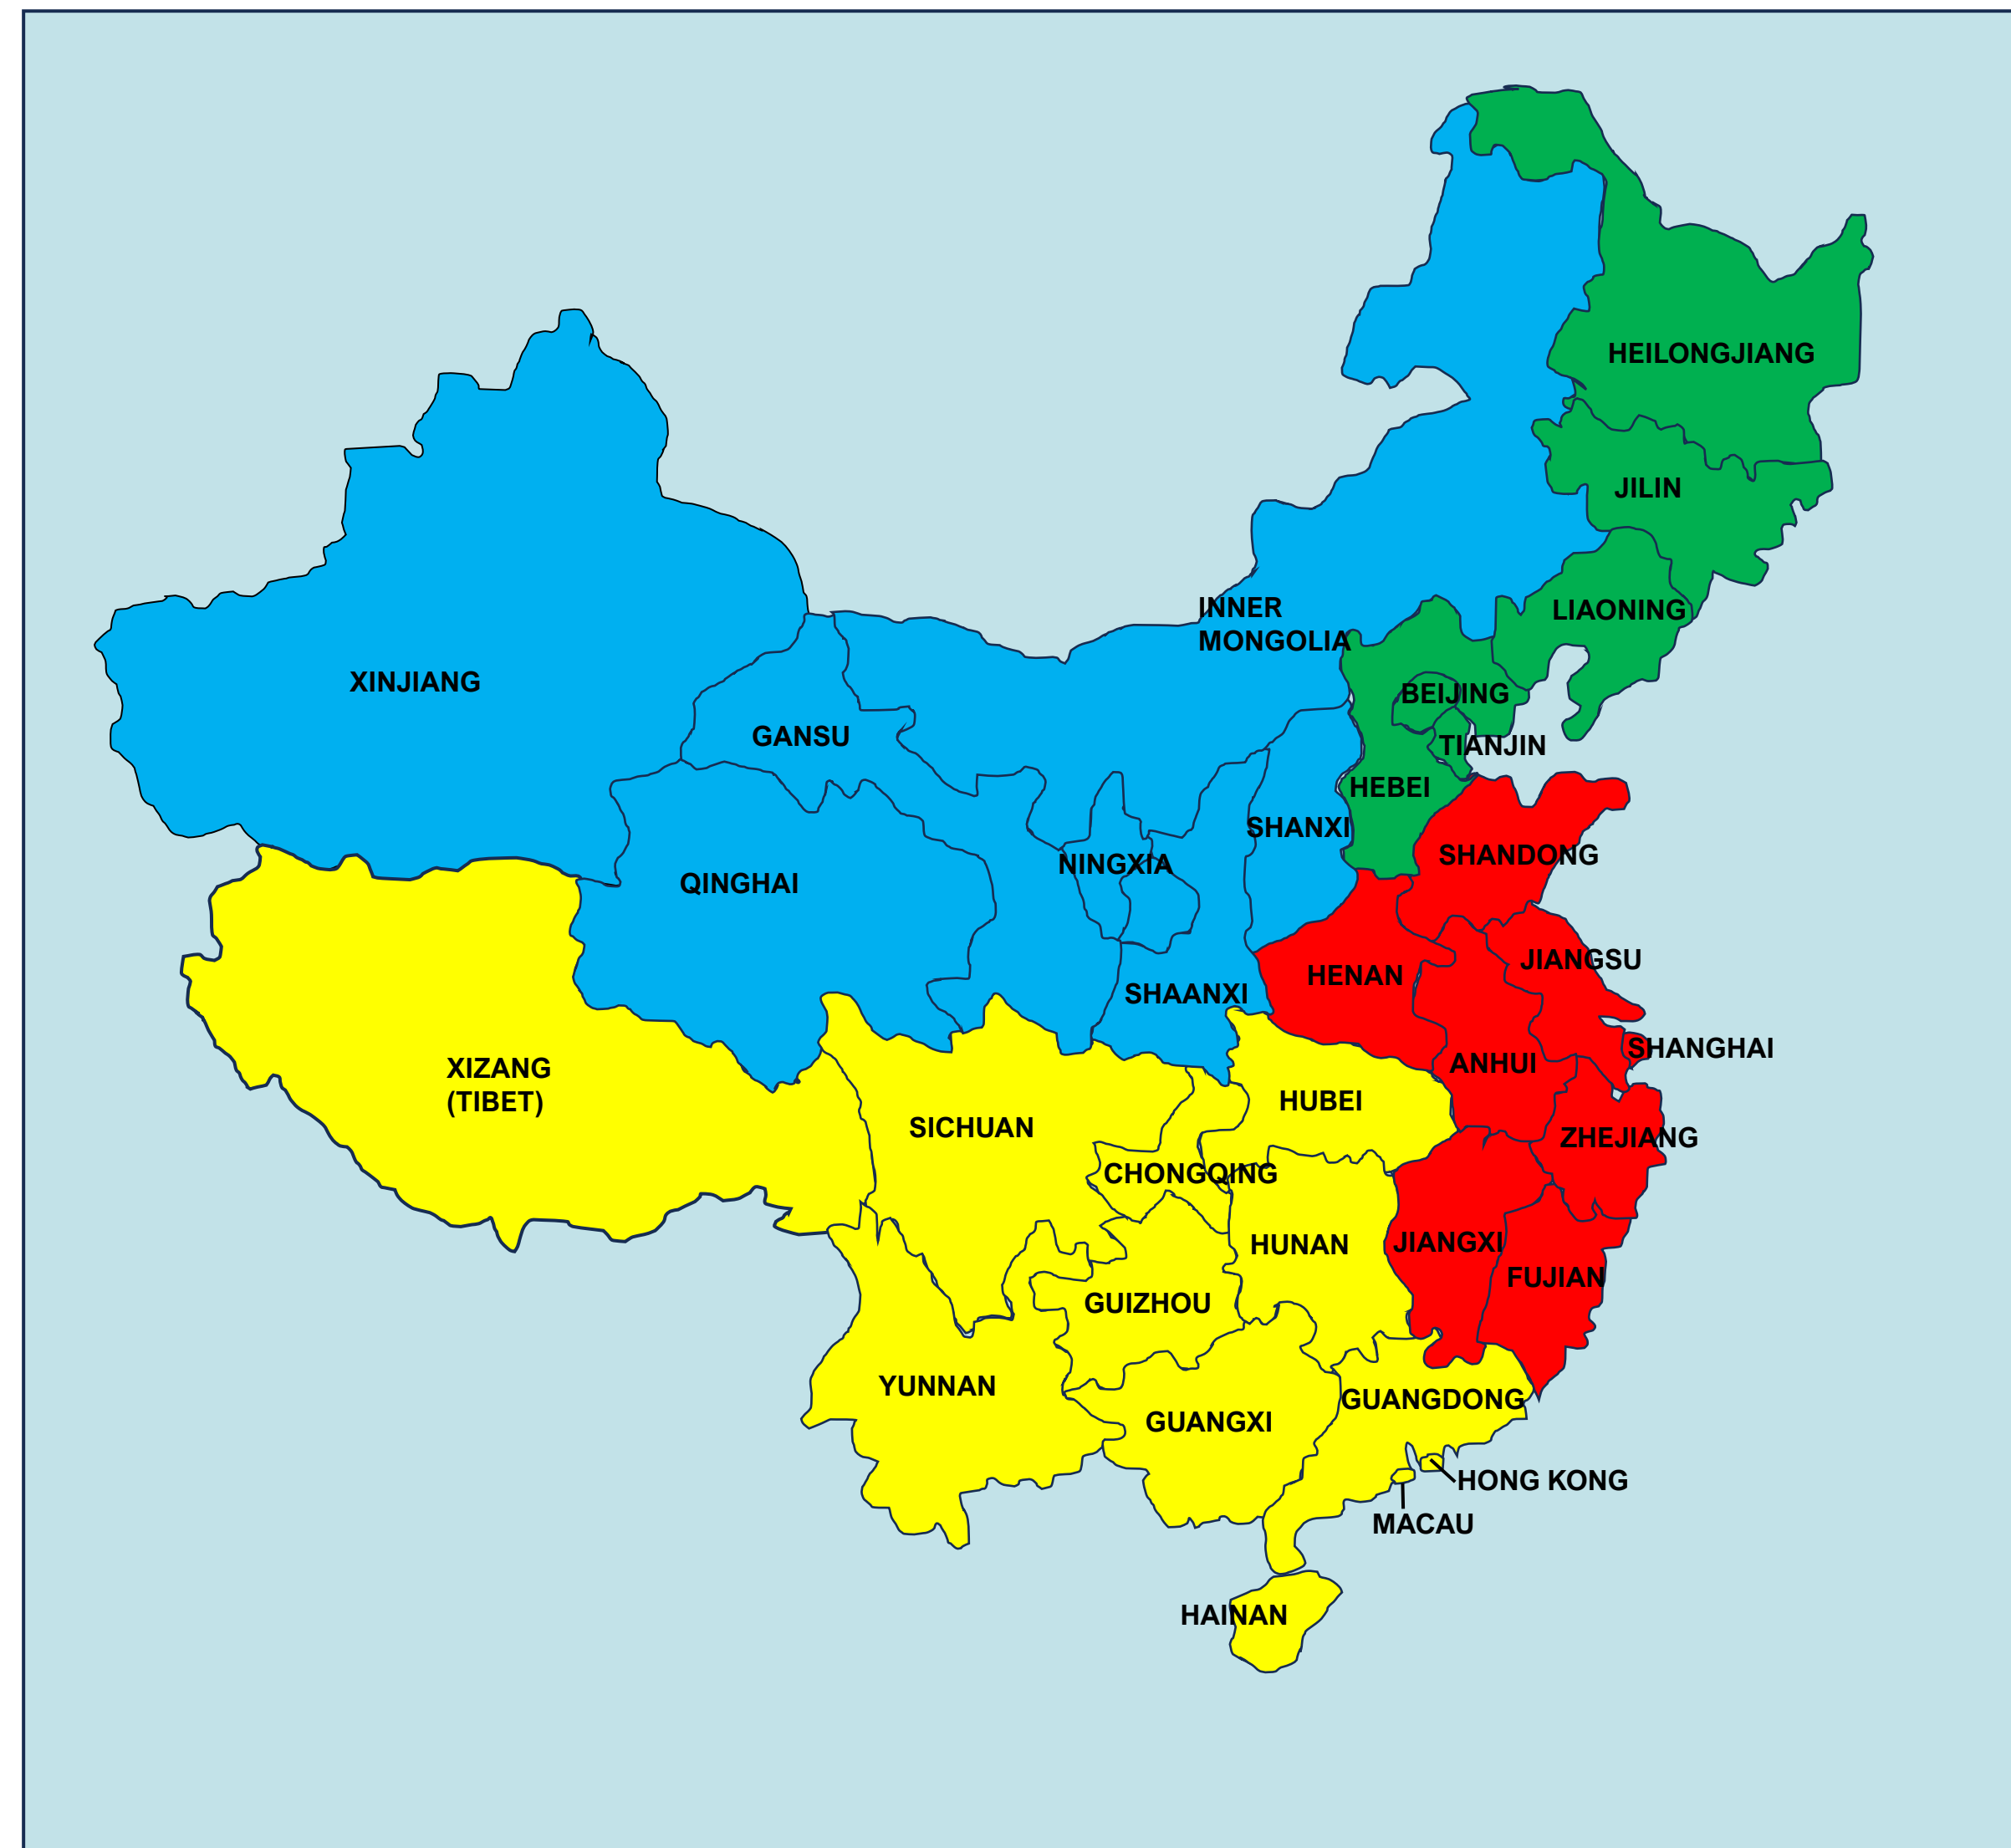 HEILONGJIANG
JILIN
INNER
MONGOLIA
LIAONING
XINJIANG
BEIJING
GANSU
TIANJIN
HEBEI
SHANXI
SHANDONG
NINGXIA
QINGHAI
JIANGSU
HENAN
SHAANXI
SHANGHAI
ANHUI
XIZANG
(TIBET)
HUBEI
SICHUAN
ZHEJIANG
CHONGQING
JIANGXI
HUNAN
FUJIAN
GUIZHOU
YUNNAN
GUANGDONG
GUANGXI
HONG KONG
MACAU
HAINAN